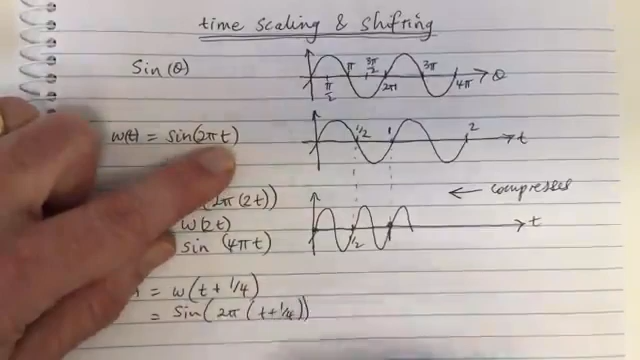 time scaling & shifting
Sin(θ)
π/2 π 3π/2 2π 3π 4π θ
w(t) = sin(2πt)
1/2 1 2 t
2π(2t))
w(2t)
sin (4πt)
compresses
1/2 t
= w(t + 1/4)
= sin(2π(t+1/4))